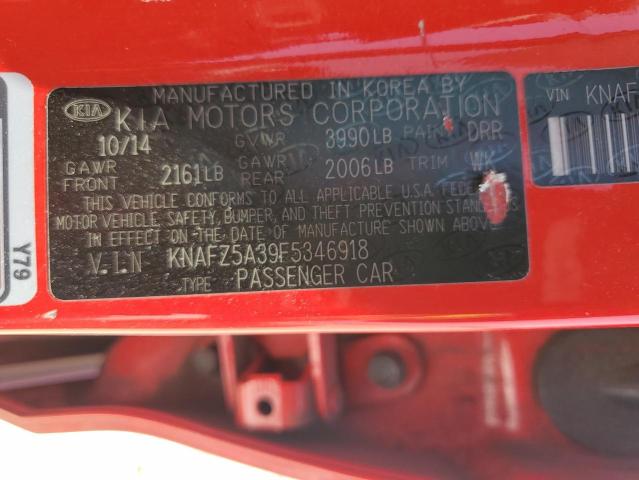 MANUFACTURED IN KOREA BY
KIA KIA MOTORS CORPORATION
10/14 GVWR 3990LB PAINT DRR
GAWR FRONT 2161LB GAWR REAR 2006LB TRIM WK
THIS VEHICLE CONFORMS TO ALL APPLICABLE U.S.A. FEDERAL
MOTOR VEHICLE SAFETY, BUMPER, AND THEFT PREVENTION STANDARDS
IN EFFECT ON THE DATE OF MANUFACTURE SHOWN ABOVE.
V.I.N KNAFZ5A39F5346918
TYPE PASSENGER CAR
Y79
VIN KNAF